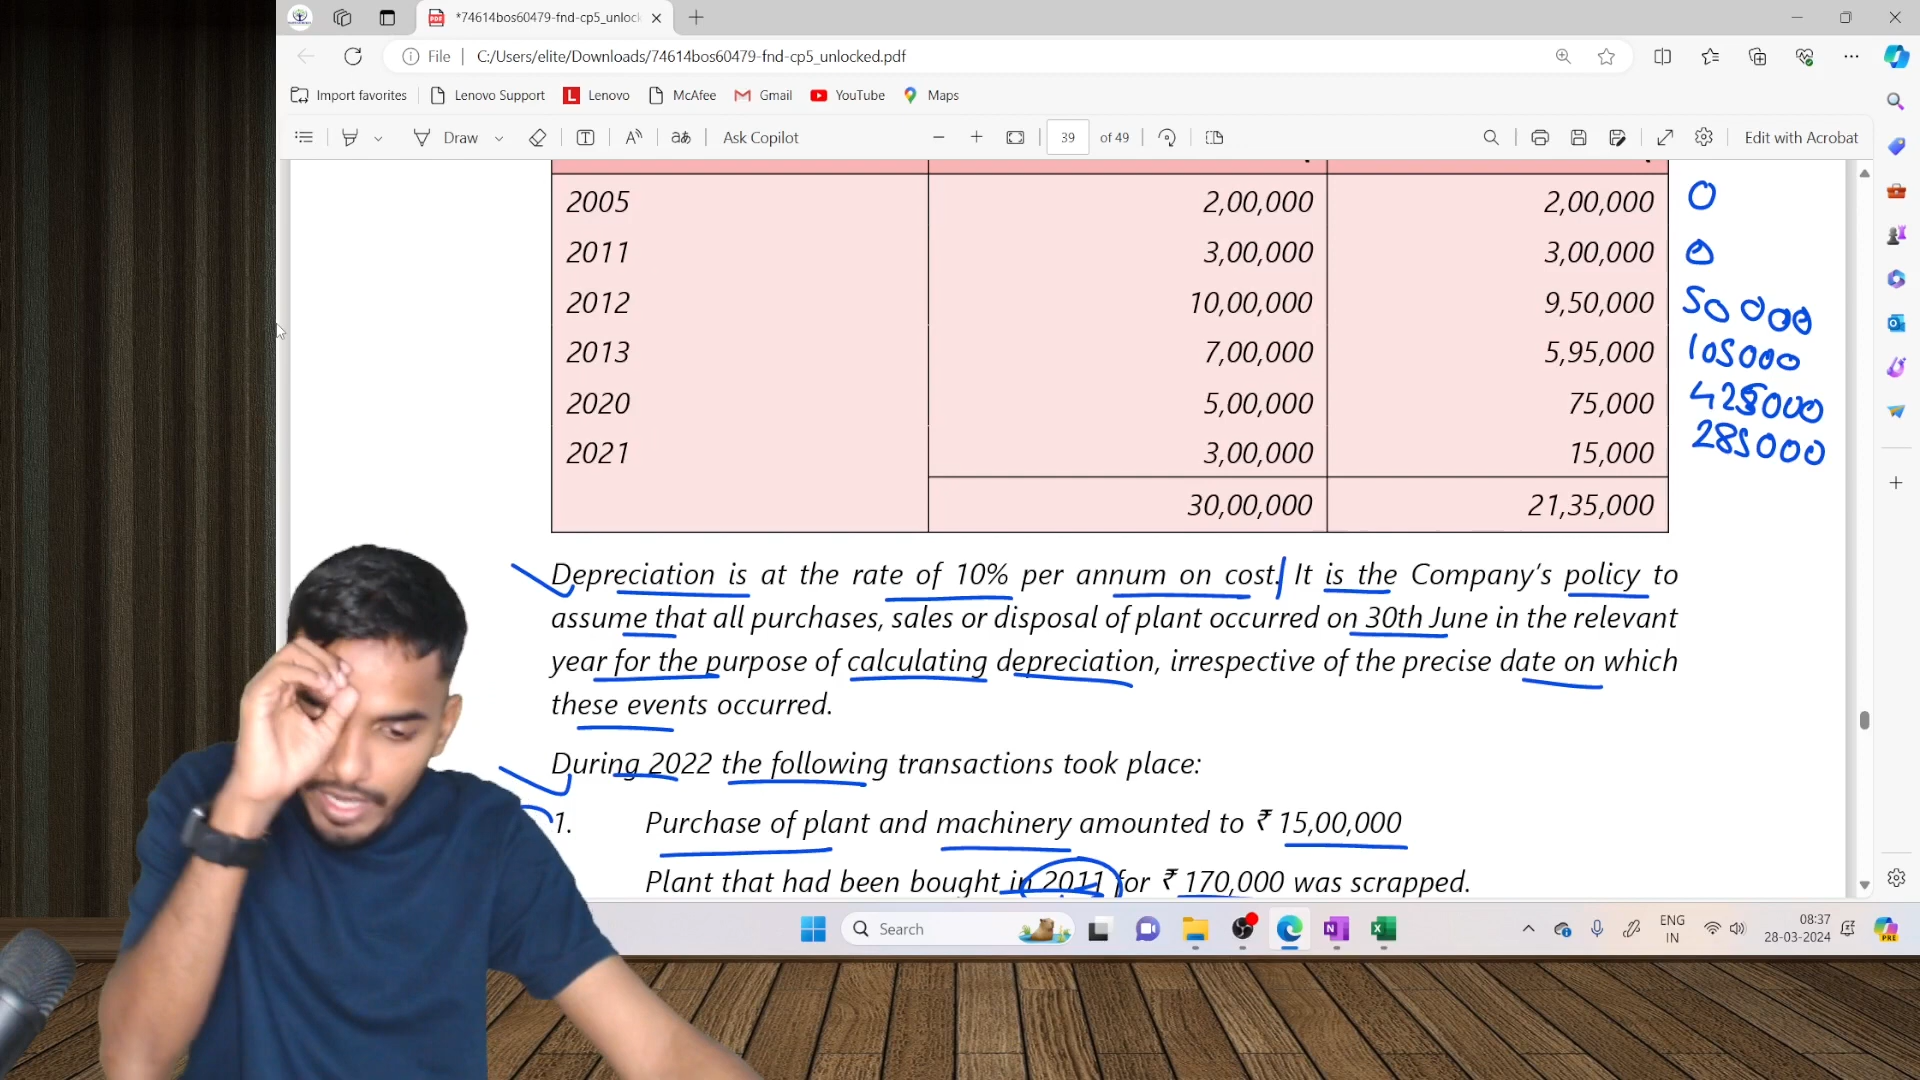 *74614bos60479-fnd-cp5_unlock
File
C:/Users/elite/Downloads/74614bos60479-fnd-cp5_unlocked.pdf
Import favorites
Lenovo Support
L Lenovo
McAfee
Gmail
YouTube
Maps
Draw
Ask Copilot
39 of 49
Edit with Acrobat
2005 2,00,000 2,00,000 0
2011 3,00,000 3,00,000 0
2012 10,00,000 9,50,000 50000
2013 7,00,000 5,95,000 105000
2020 5,00,000 75,000 425000
2021 3,00,000 15,000 285000
30,00,000 21,35,000
Depreciation is at the rate of 10% per annum on cost. It is the Company's policy to
assume that all purchases, sales or disposal of plant occurred on 30th June in the relevant
year for the purpose of calculating depreciation, irrespective of the precise date on which
these events occurred.
During 2022 the following transactions took place:
1. Purchase of plant and machinery amounted to ₹ 15,00,000
Plant that had been bought in 2011 for ₹ 170,000 was scrapped.
Search
ENG
IN
08:37
28-03-2024
PRE